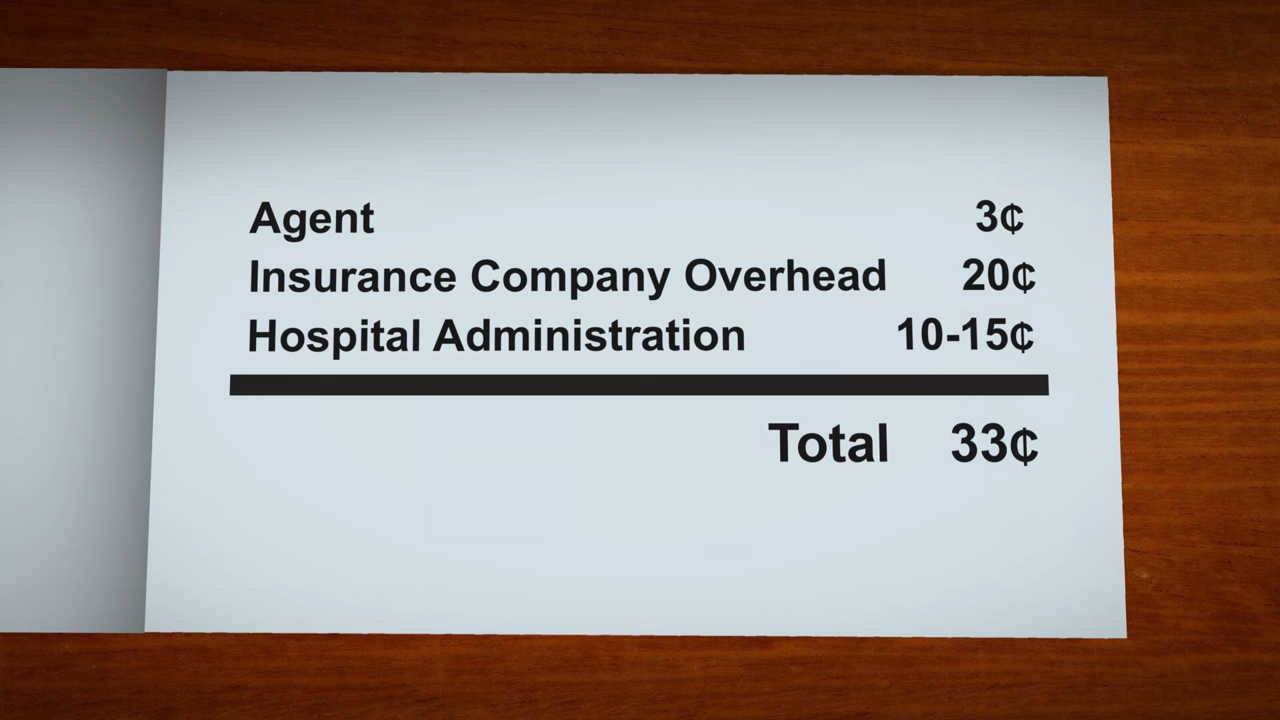 Agent 3¢
Insurance Company Overhead 20¢
Hospital Administration 10-15¢
Total 33¢